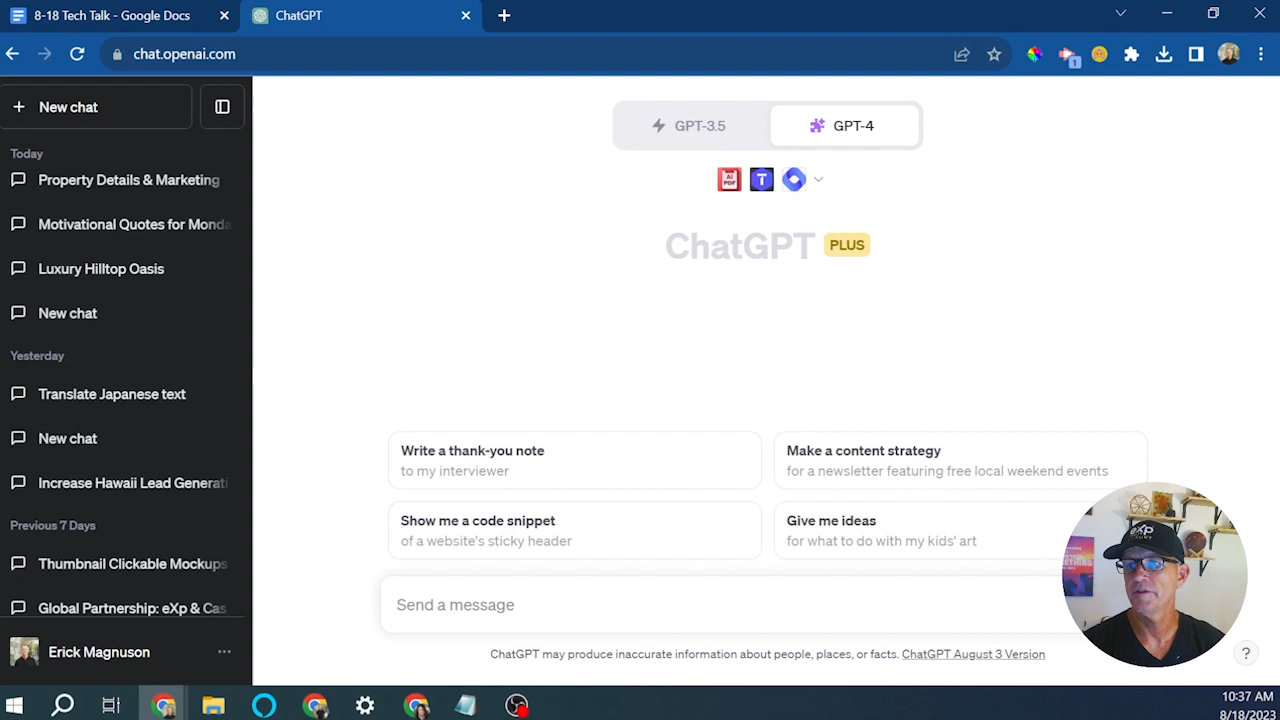 8-18 Tech Talk - Google Docs
ChatGPT
chat.openai.com
1
New chat
Today
Property Details & Marketing
Motivational Quotes for Monda
Luxury Hilltop Oasis
New chat
Yesterday
Translate Japanese text
New chat
Increase Hawaii Lead Generati
Previous 7 Days
Thumbnail Clickable Mockups
Global Partnership: eXp & Cas
Erick Magnuson
GPT-3.5
GPT-4
AI
PDF
T
ChatGPT PLUS
Write a thank-you note
to my interviewer
Make a content strategy
for a newsletter featuring free local weekend events
Show me a code snippet
of a website's sticky header
Give me ideas
for what to do with my kids' art
Send a message
ChatGPT may produce inaccurate information about people, places, or facts. ChatGPT August 3 Version
eXp
LUXURY
?
10:37 AM
8/18/2023